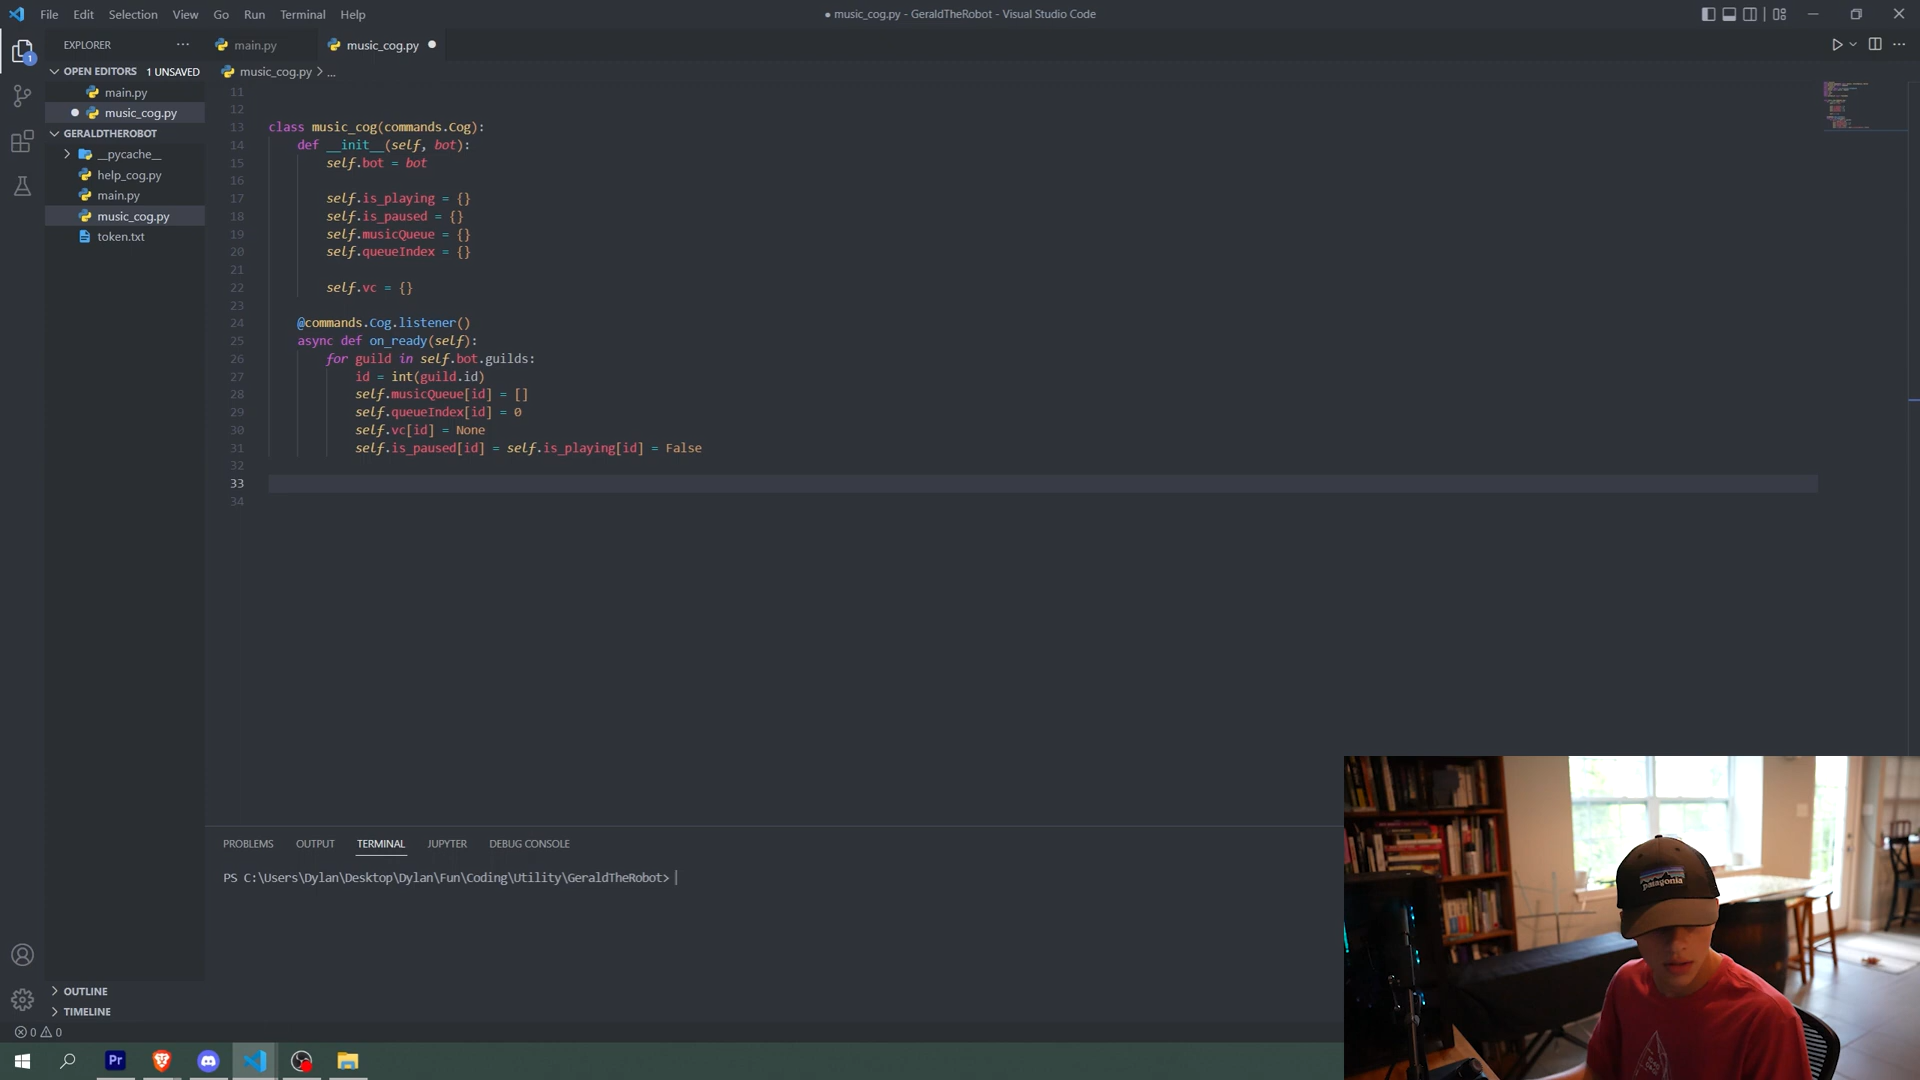 File Edit Selection View Go Run Terminal Help
● music_cog.py - GeraldTheRobot - Visual Studio Code
EXPLORER
main.py
music_cog.py
OPEN EDITORS 1 UNSAVED
music_cog.py > ...
main.py
music_cog.py
GERALDTHEROBOT
__pycache__
help_cog.py
main.py
music_cog.py
token.txt
1
11
12
13 class music_cog(commands.Cog):
14 def __init__(self, bot):
15 self.bot = bot
16
17 self.is_playing = {}
18 self.is_paused = {}
19 self.musicQueue = {}
20 self.queueIndex = {}
21
22 self.vc = {}
23
24 @commands.Cog.listener()
25 async def on_ready(self):
26 for guild in self.bot.guilds:
27 id = int(guild.id)
28 self.musicQueue[id] = []
29 self.queueIndex[id] = 0
30 self.vc[id] = None
31 self.is_paused[id] = self.is_playing[id] = False
32
33
34
PROBLEMS OUTPUT TERMINAL JUPYTER DEBUG CONSOLE
PS C:\Users\Dylan\Desktop\Dylan\Fun\Coding\Utility\GeraldTheRobot>
OUTLINE
TIMELINE
0 0
Pr
patagonia